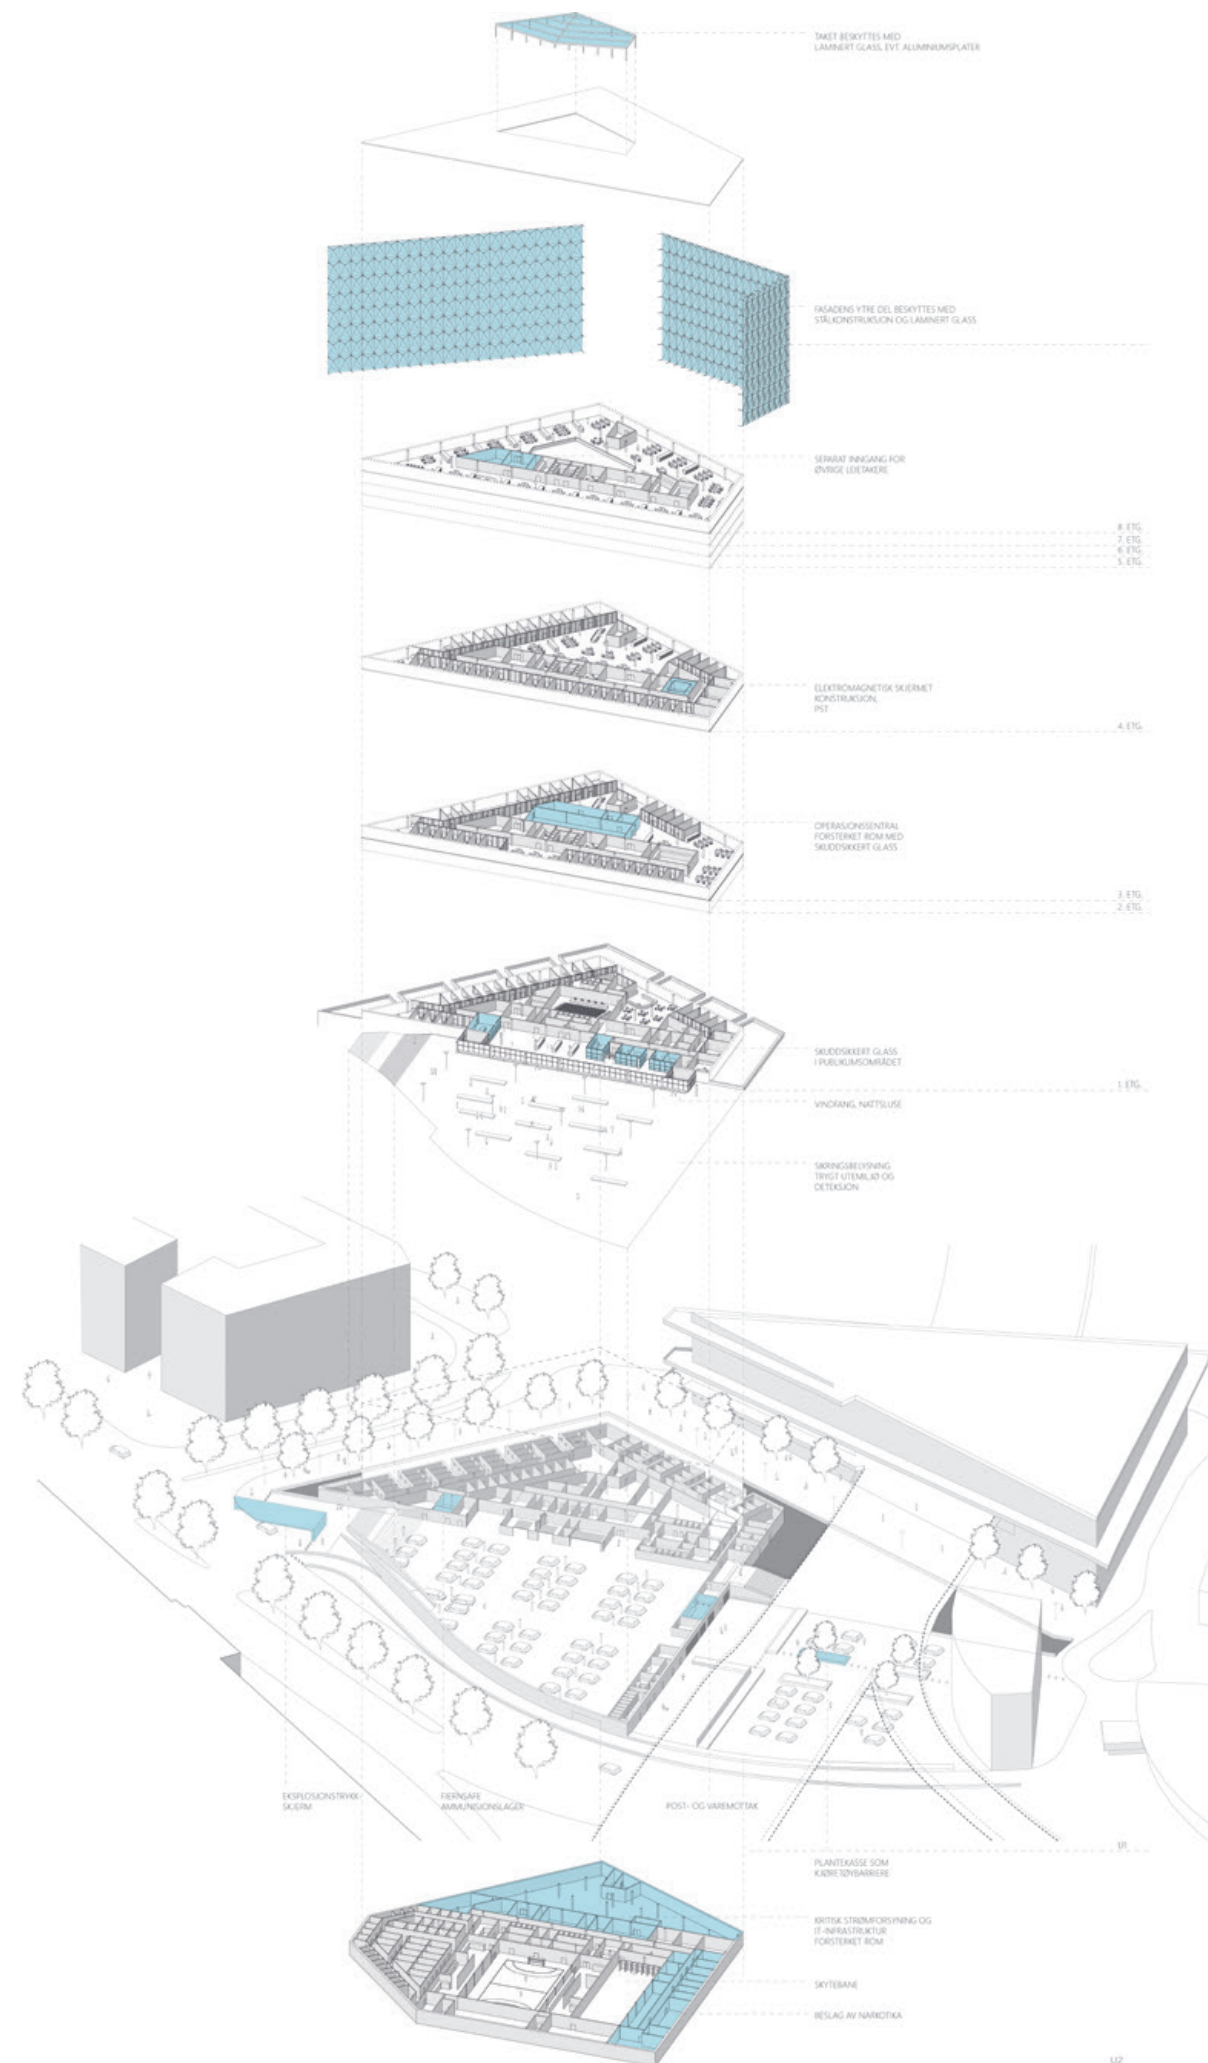 TAKET BESKYTTES MED
LAMINERT GLASS, EVT. ALUMINIUMSPLATER
FASADENS YTRE DEL BESKYTTES MED
STÅLKONSTRUKSJON OG LAMINERT GLASS
SEPARAT INNGANG FOR
ØVRIGE LEIETAKERE
8. ETG.
7. ETG.
6. ETG.
5. ETG.
ELEKTROMAGNETISK SKJERMET
KONSTRUKSJON,
PST
4. ETG.
OPERASJONSSENTRAL
FORSTERKET ROM MED
SKUDDSIKKERT GLASS
3. ETG.
2. ETG.
SKUDDSIKKERT GLASS
I PUBLIKUMSOMRÅDET
1. ETG.
VINDFANG, NATTSLUSE
SIKRINGSBELYSNING
TRYGT UTEMILJØ OG
DETEKSJON
EKSPLOSJONSTRYKK-
SKJERM
FJERNSAFE
AMMUNISJONSLAGER
POST- OG VAREMOTTAK
U1
PLANTEKASSE SOM
KJØRETØYBARRIERE
KRITISK STRØMFORSYNING OG
IT-INFRASTRUKTUR
FORSTERKET ROM
SKYTEBANE
BESLAG AV NARKOTIKA
U2